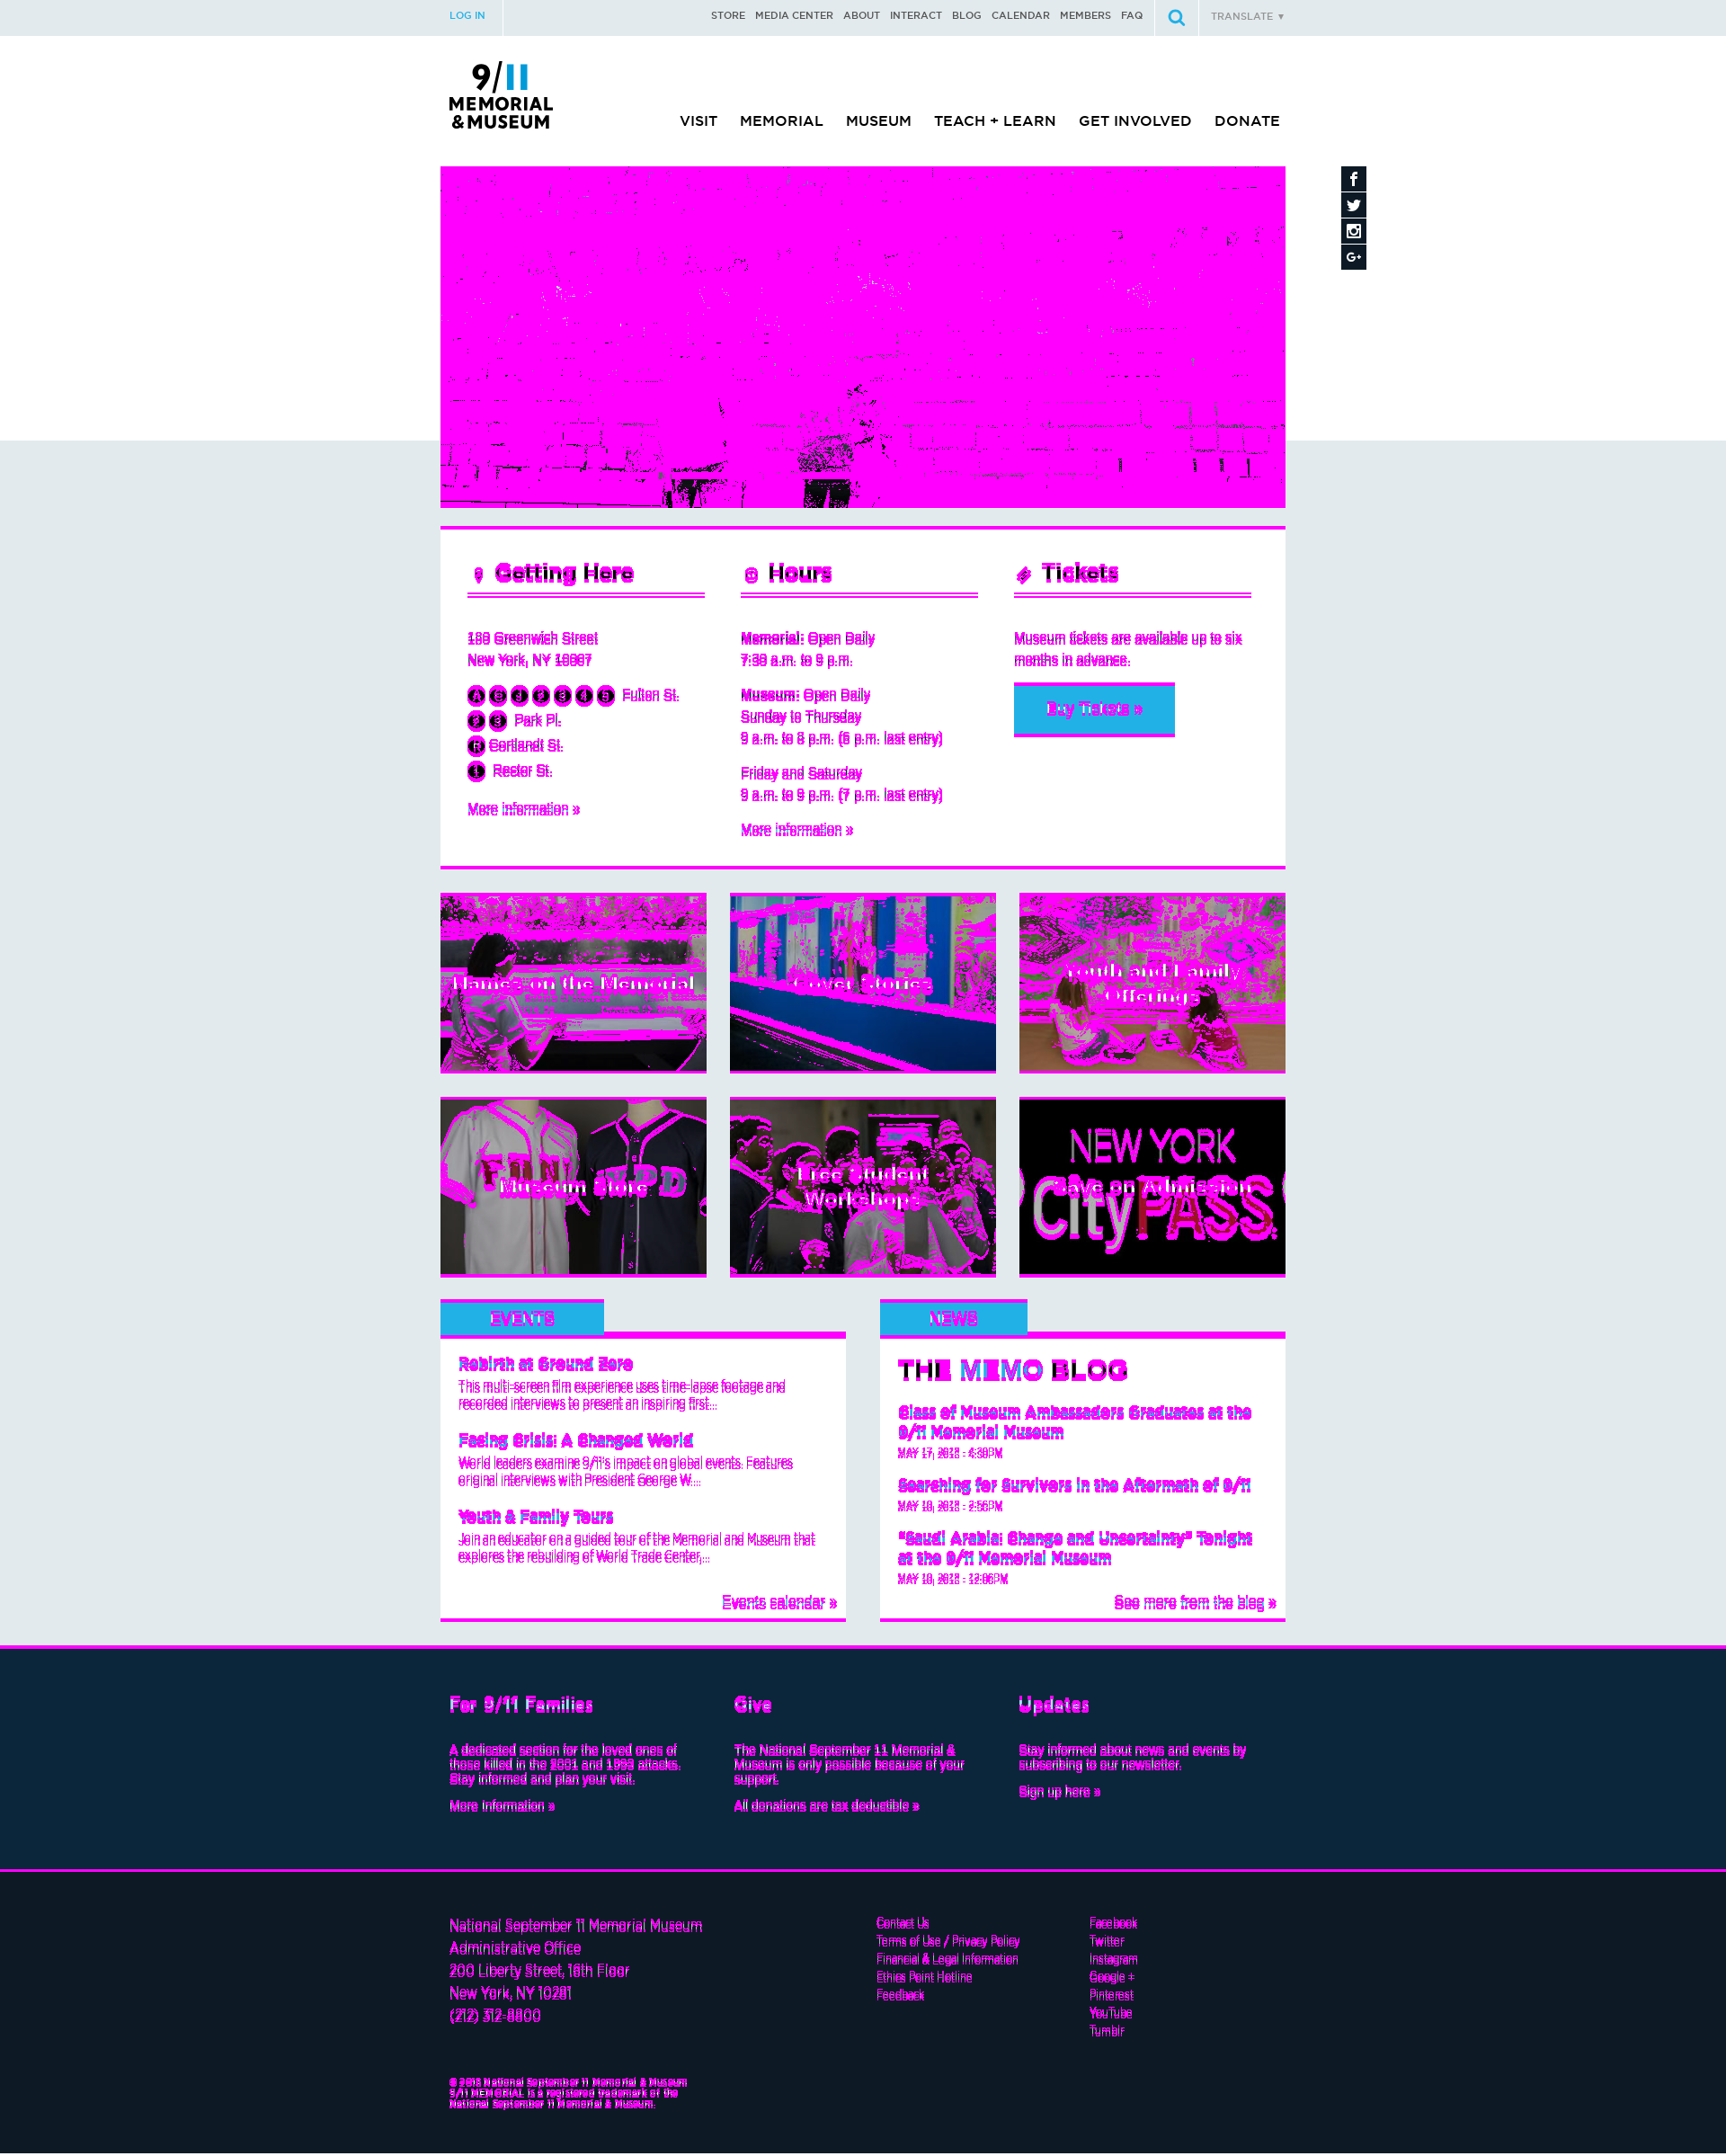 LOG IN
STORE MEDIA CENTER ABOUT INTERACT BLOG CALENDAR MEMBERS FAQ
TRANSLATE ▼
9/11
MEMORIAL
& MUSEUM
VISIT MEMORIAL MUSEUM TEACH + LEARN GET INVOLVED DONATE
Getting Here
180 Greenwich Street
New York, NY 10007
Fulton St.
2 3 Park Pl.
R Cortlandt St.
1 Rector St.
More information »
Hours
Memorial: Open Daily
7:30 a.m. to 9 p.m.
Museum: Open Daily
Sunday to Thursday
9 a.m. to 8 p.m. (6 p.m. last entry)
Friday and Saturday
9 a.m. to 9 p.m. (7 p.m. last entry)
More information »
Tickets
Museum tickets are available up to six
months in advance.
Buy Tickets »
Names on the Memorial
Cover Stories
Youth and Family
Offerings
Museum Store
Free Student
Workshops
NEW YORK
CityPASS
Save on Admission
EVENTS
Rebirth at Ground Zero
This multi-screen film experience uses time-lapse footage and
recorded interviews to present an inspiring first...
Facing Crisis: A Changed World
World leaders examine 9/11's impact on global events. Features
original interviews with President George W....
Youth & Family Tours
Join an educator on a guided tour of the Memorial and Museum that
explores the rebuilding of World Trade Center,...
Events calendar »
NEWS
THE MEMO BLOG
Class of Museum Ambassadors Graduates at the
9/11 Memorial Museum
MAY 17, 2018 - 4:39PM
Searching for Survivors in the Aftermath of 9/11
MAY 2018
"Saudi Arabia: Change and Uncertainty" Tonight
at the 9/11 Memorial Museum
MAY 2018
See more from the blog »
For 9/11 Families
A dedicated section for the loved ones of
those killed in the 2001 and 1993 attacks.
Stay informed and plan your visit.
More Information »
Give
The National September 11 Memorial &
Museum is only possible because of your
support.
All donations are tax deductible »
Updates
Stay informed about news and events by
subscribing to our newsletter.
Sign up here »
National September 11 Memorial Museum
Administrative Office
200 Liberty Street, 16th Floor
New York, NY 10281
(212) 312-8800
Contact Us
Terms of Use / Privacy Policy
Financial & Legal Information
Ethics Point Hotline
Feedback
Facebook
Twitter
Instagram
Google +
Pinterest
YouTube
Tumblr
© 2018 National September 11 Memorial & Museum
9/11 MEMORIAL is a registered trademark of the
National September 11 Memorial & Museum.